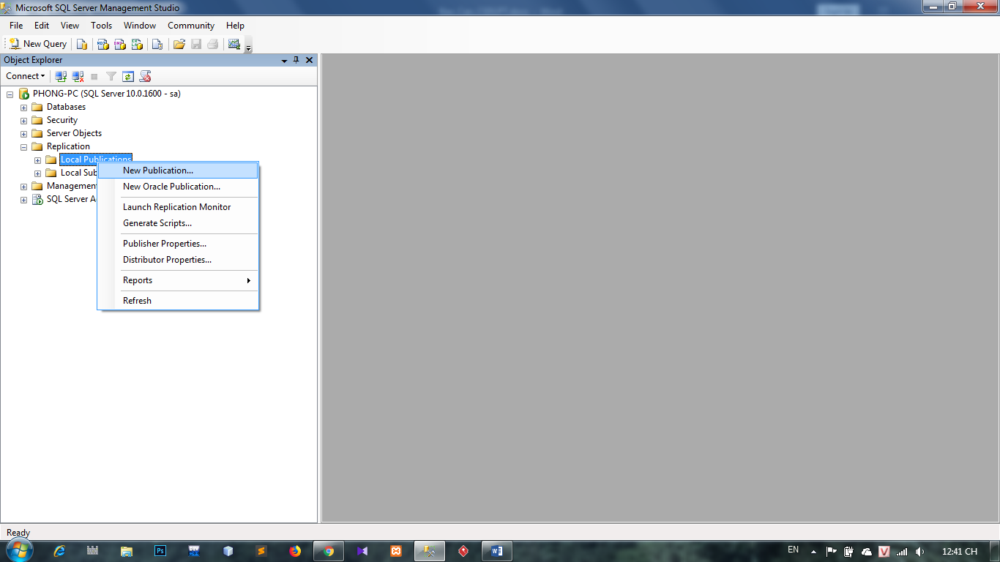 Microsoft SQL Server Management Studio
File Edit View Tools Window Community Help
New Query
Object Explorer
Connect
PHONG-PC (SQL Server 10.0.1600 - sa)
Databases
Security
Server Objects
Replication
Local Publications
Local Sub
Management
SQL Server A
New Publication...
New Oracle Publication...
Launch Replication Monitor
Generate Scripts...
Publisher Properties...
Distributor Properties...
Reports
Refresh
Ready
EN
12:41 CH